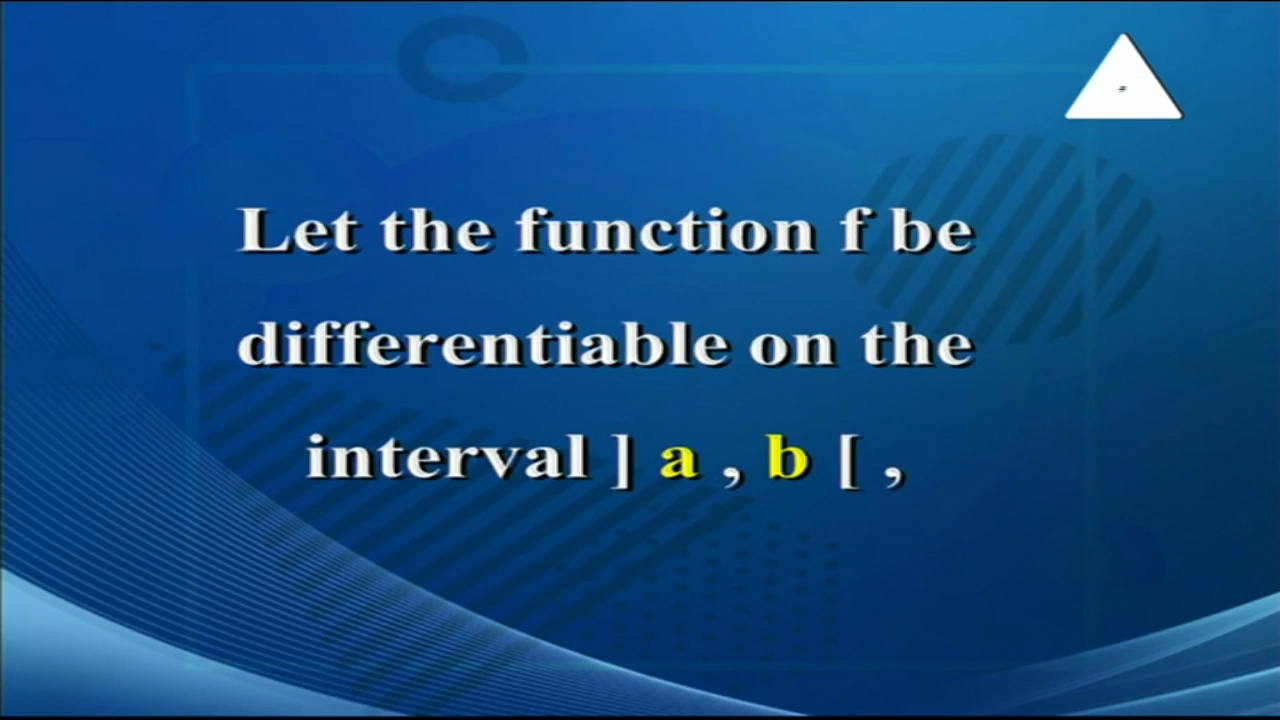 Let the function f be
differentiable on the
interval ] a , b [ ,